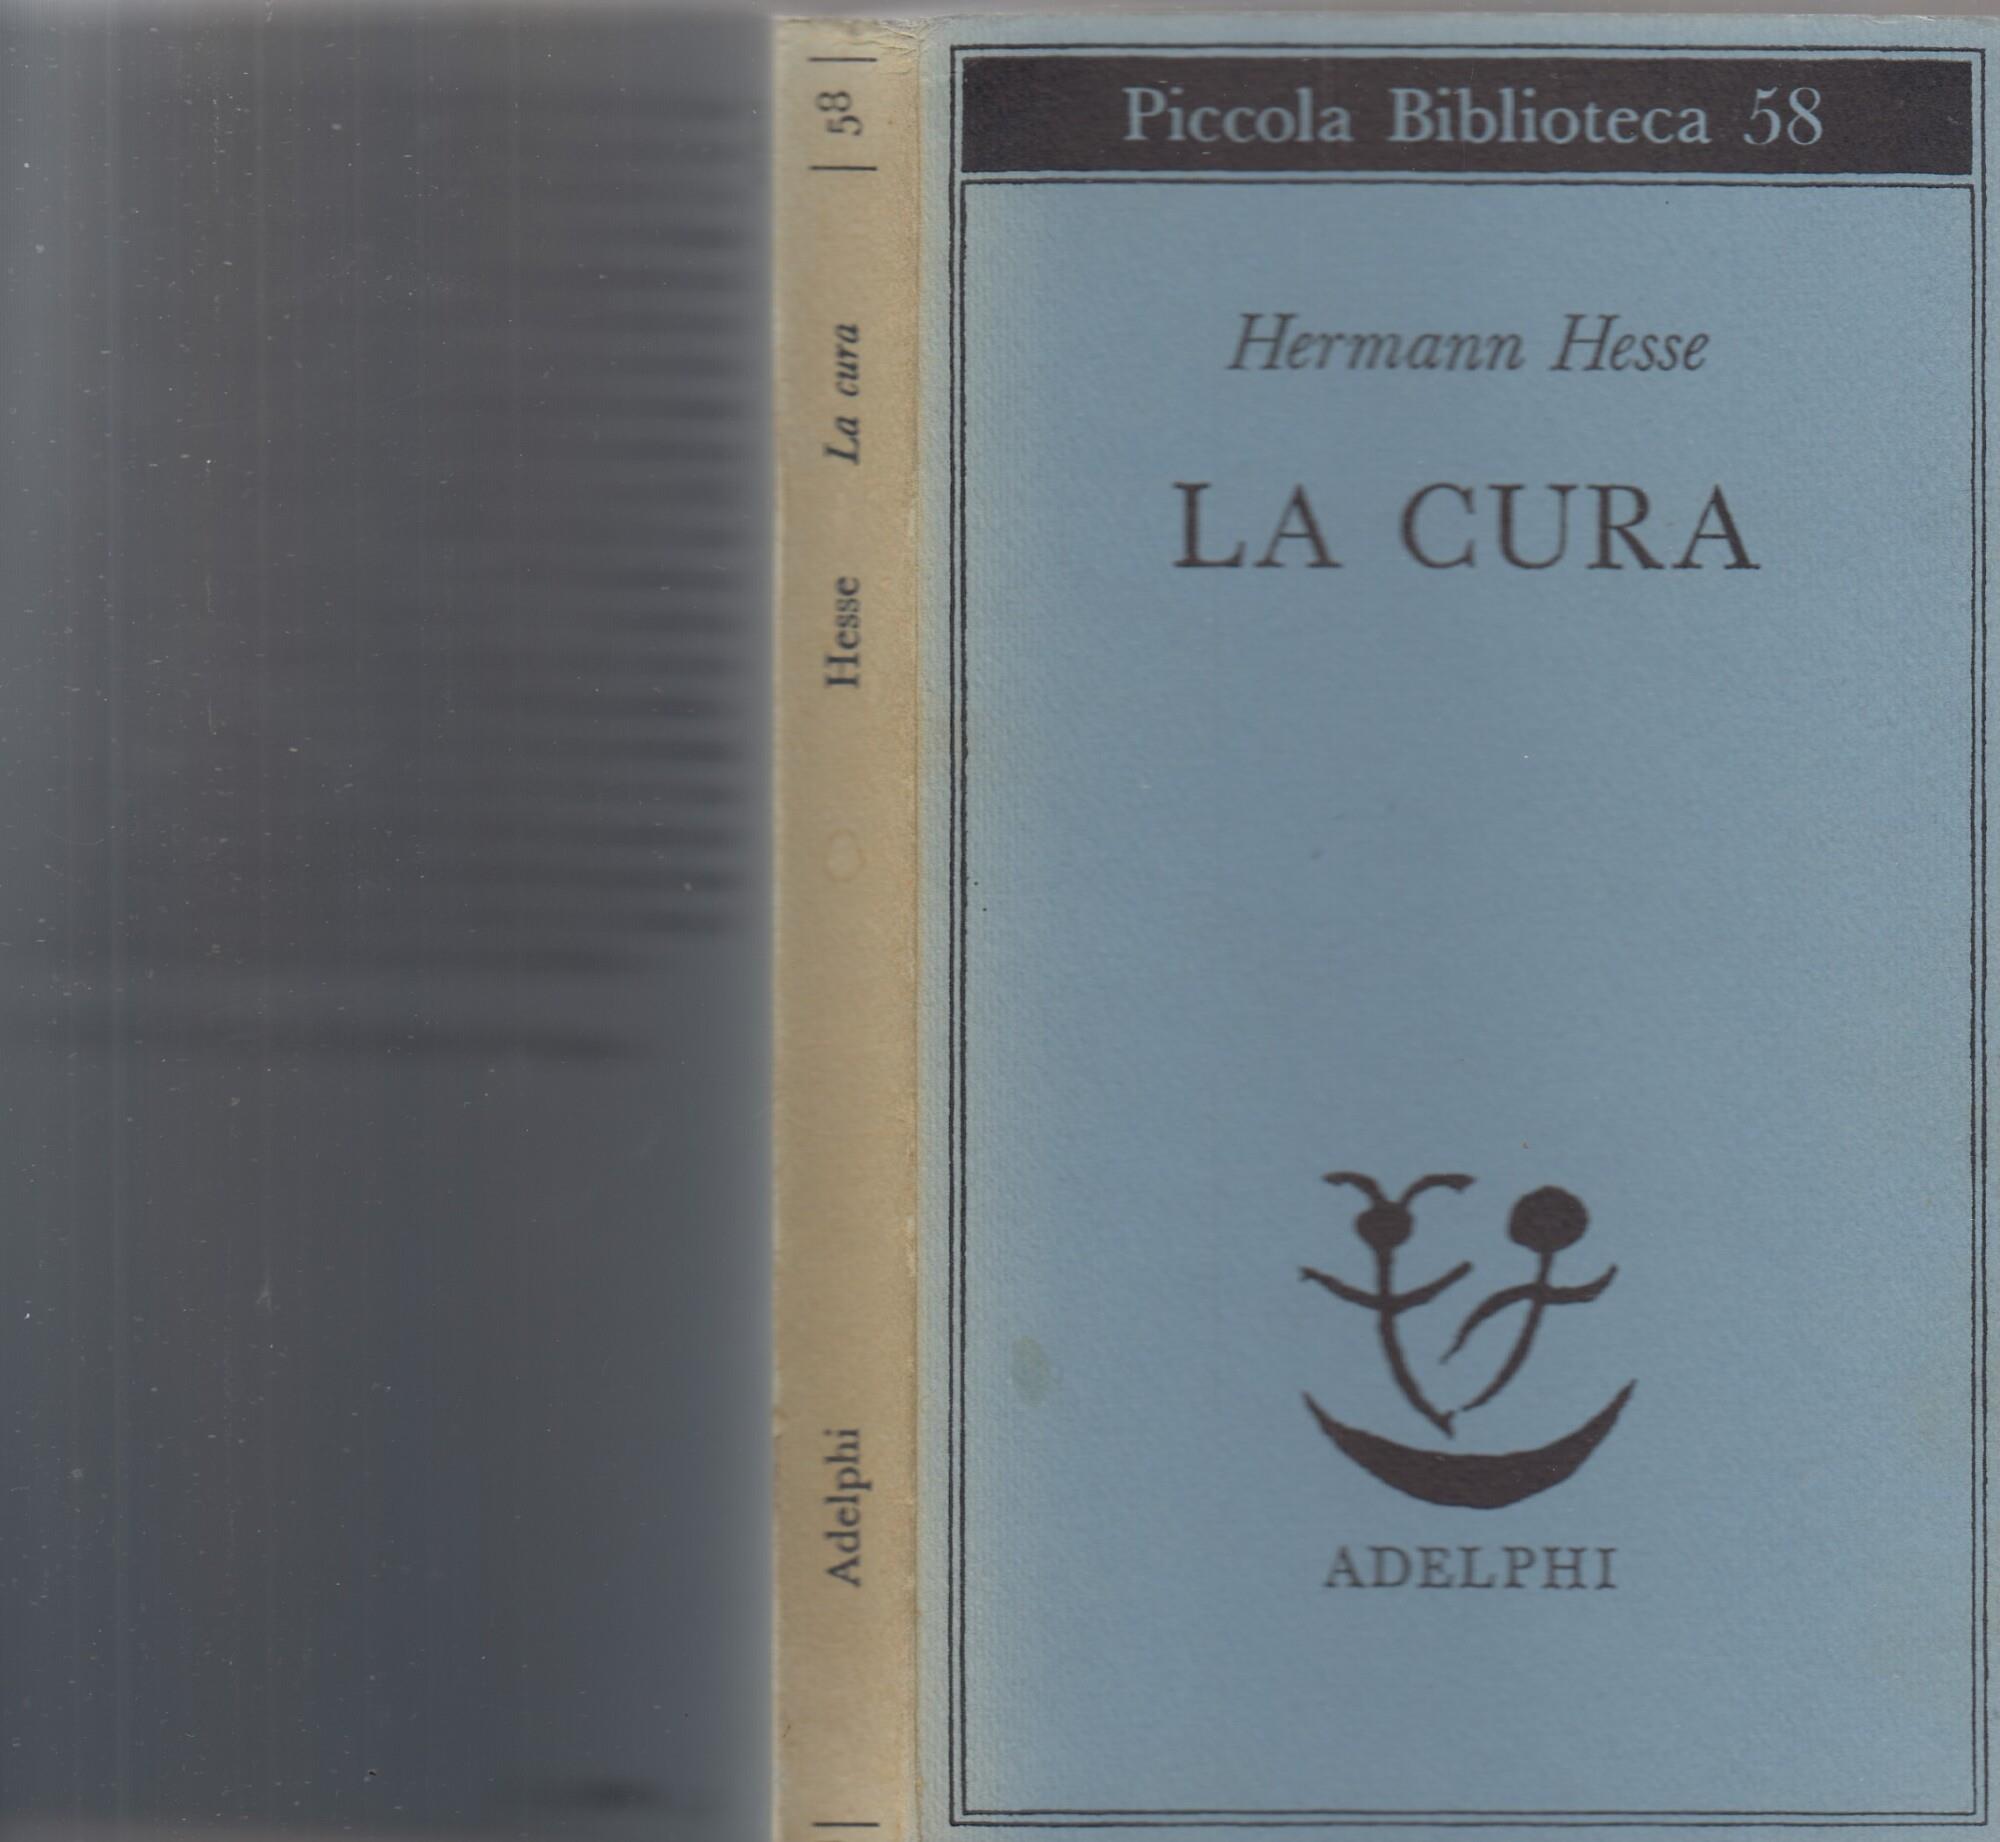 58
La cura
Hesse
Adelphi
Piccola Biblioteca 58
Hermann Hesse
LA CURA
ADELPHI